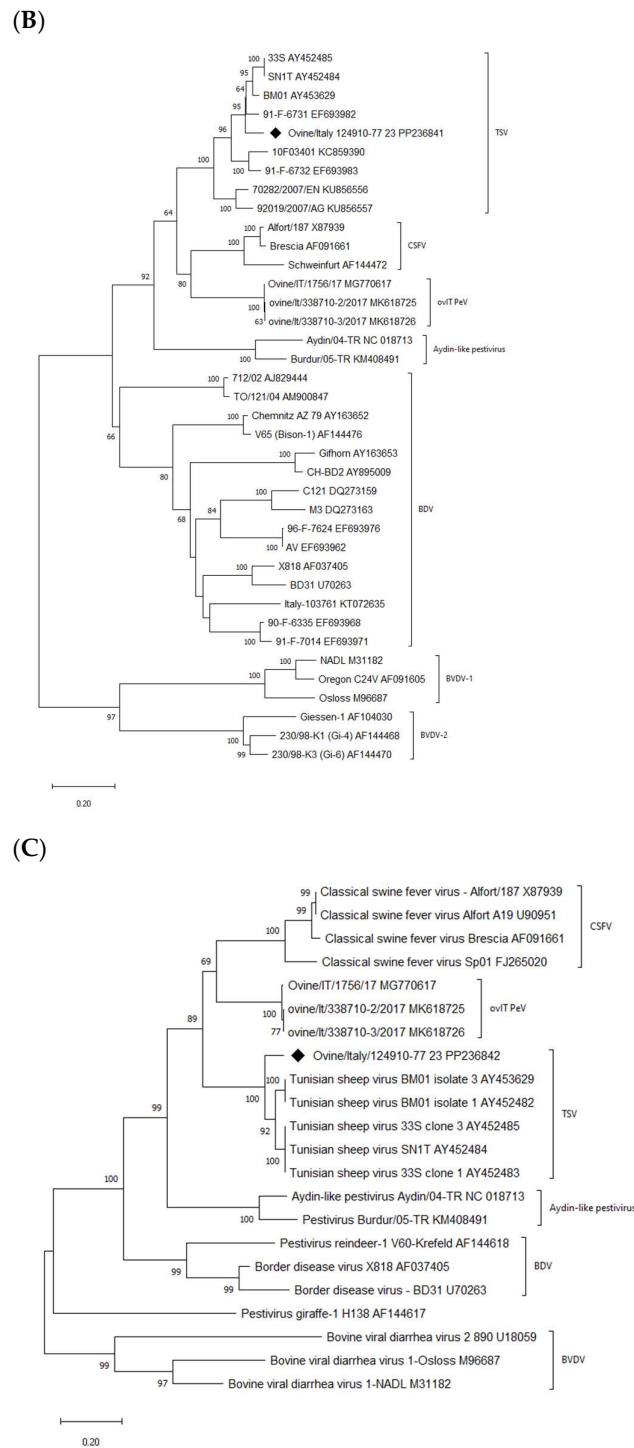 (B)
33S AY452485
SN1T AY452484
BM01 AY453629
91-F-6731 EF693982
Ovine/Italy 124910-77 23 PP236841
10F03401 KC859390
91-F-6732 EF693983
70282/2007/EN KU856556
92019/2007/AG KU856557
TSV
Alfort/187 X87939
Brescia AF091661
Schweinfurt AF144472
CSFV
Ovine/IT/1756/17 MG770617
ovine/It/338710-2/2017 MK618725
ovine/It/338710-3/2017 MK618726
ovIT PeV
Aydin/04-TR NC 018713
Burdur/05-TR KM408491
Aydin-like pestivirus
712/02 AJ829444
TO/121/04 AM900847
Chemnitz AZ 79 AY163652
V65 (Bison-1) AF144476
Gifhorn AY163653
CH-BD2 AY895009
C121 DQ273159
M3 DQ273163
96-F-7624 EF693976
AV EF693962
X818 AF037405
BD31 U70263
Italy-103761 KT072635
90-F-6335 EF693968
91-F-7014 EF693971
BDV
NADL M31182
Oregon C24V AF091605
Osloss M96687
BVDV-1
Giessen-1 AF104030
230/98-K1 (Gi-4) AF144468
230/98-K3 (Gi-6) AF144470
BVDV-2
100
95
64
95
96
100
100
100
64
100
100
80
100
63
92
100
100
66
100
80
100
68
100
84
100
100
100
100
100
97
100
99
0.20
(C)
Classical swine fever virus - Alfort/187 X87939
Classical swine fever virus Alfort A19 U90951
Classical swine fever virus Brescia AF091661
Classical swine fever virus Sp01 FJ265020
CSFV
Ovine/IT/1756/17 MG770617
ovine/It/338710-2/2017 MK618725
ovine/It/338710-3/2017 MK618726
ovIT PeV
Ovine/Italy/124910-77 23 PP236842
Tunisian sheep virus BM01 isolate 3 AY453629
Tunisian sheep virus BM01 isolate 1 AY452482
Tunisian sheep virus 33S clone 3 AY452485
Tunisian sheep virus SN1T AY452484
Tunisian sheep virus 33S clone 1 AY452483
TSV
Aydin-like pestivirus Aydin/04-TR NC 018713
Pestivirus Burdur/05-TR KM408491
Aydin-like pestivirus
Pestivirus reindeer-1 V60-Krefeld AF144618
Border disease virus X818 AF037405
Border disease virus - BD31 U70263
BDV
Pestivirus giraffe-1 H138 AF144617
Bovine viral diarrhea virus 2 890 U18059
Bovine viral diarrhea virus 1-Osloss M96687
Bovine viral diarrhea virus 1-NADL M31182
BVDV
99
99
100
69
100
77
89
100
100
92
100
99
100
100
99
99
99
97
0.20